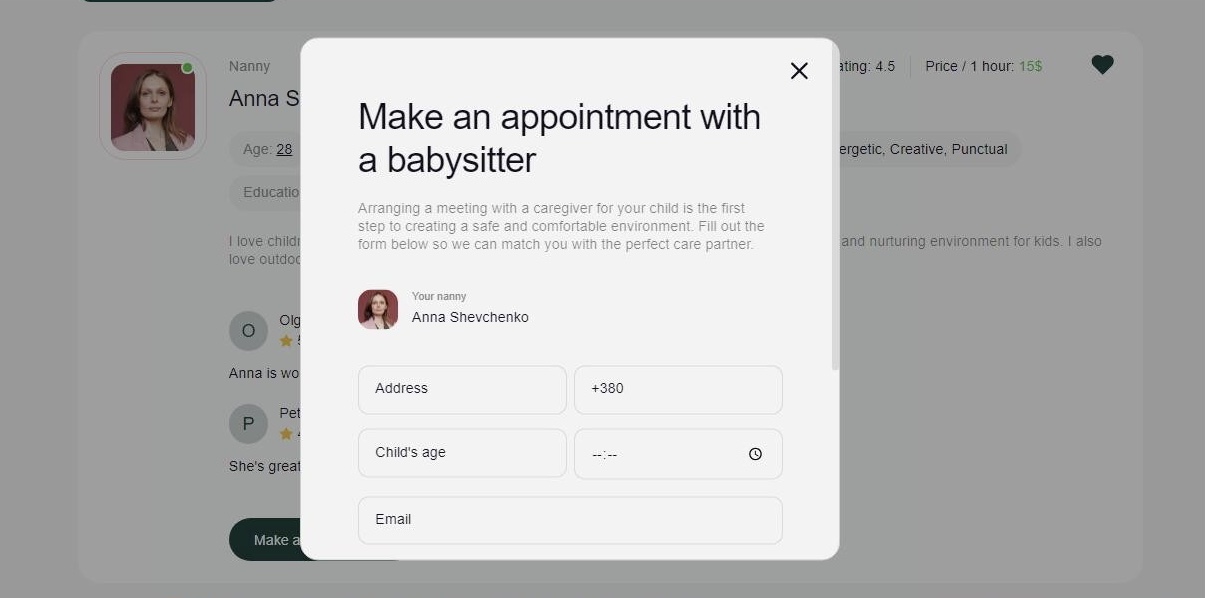 Nanny
ating: 4.5
Price / 1 hour: 15$
Anna S
Age: 28
ergetic, Creative, Punctual
Educatio
I love childr
and nurturing environment for kids. I also
love outdoo
O
Olg
P
Pet
Anna is wo
She's great
Make a
Make an appointment with
a babysitter
Arranging a meeting with a caregiver for your child is the first
step to creating a safe and comfortable environment. Fill out the
form below so we can match you with the perfect care partner.
Your nanny
Anna Shevchenko
Address
+380
Child's age
--:--
Email